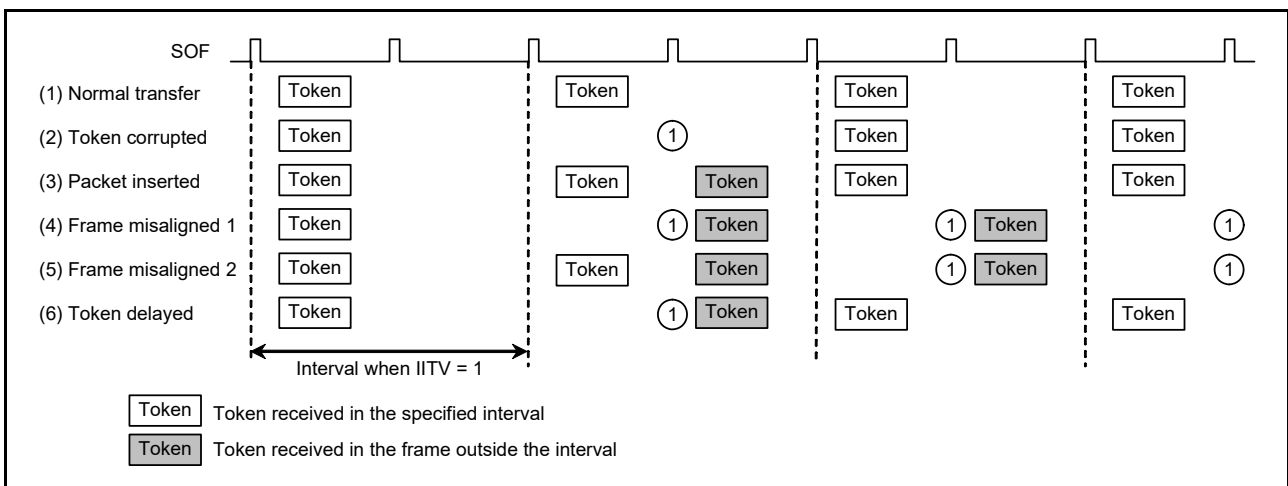 SOF
(1) Normal transfer Token Token Token Token
(2) Token corrupted Token 1 Token Token
(3) Packet inserted Token Token Token Token Token
(4) Frame misaligned 1 Token 1 Token 1 Token 1
(5) Frame misaligned 2 Token Token Token 1 Token 1
(6) Token delayed Token 1 Token Token Token
Interval when IITV = 1
Token Token received in the specified interval
Token Token received in the frame outside the interval